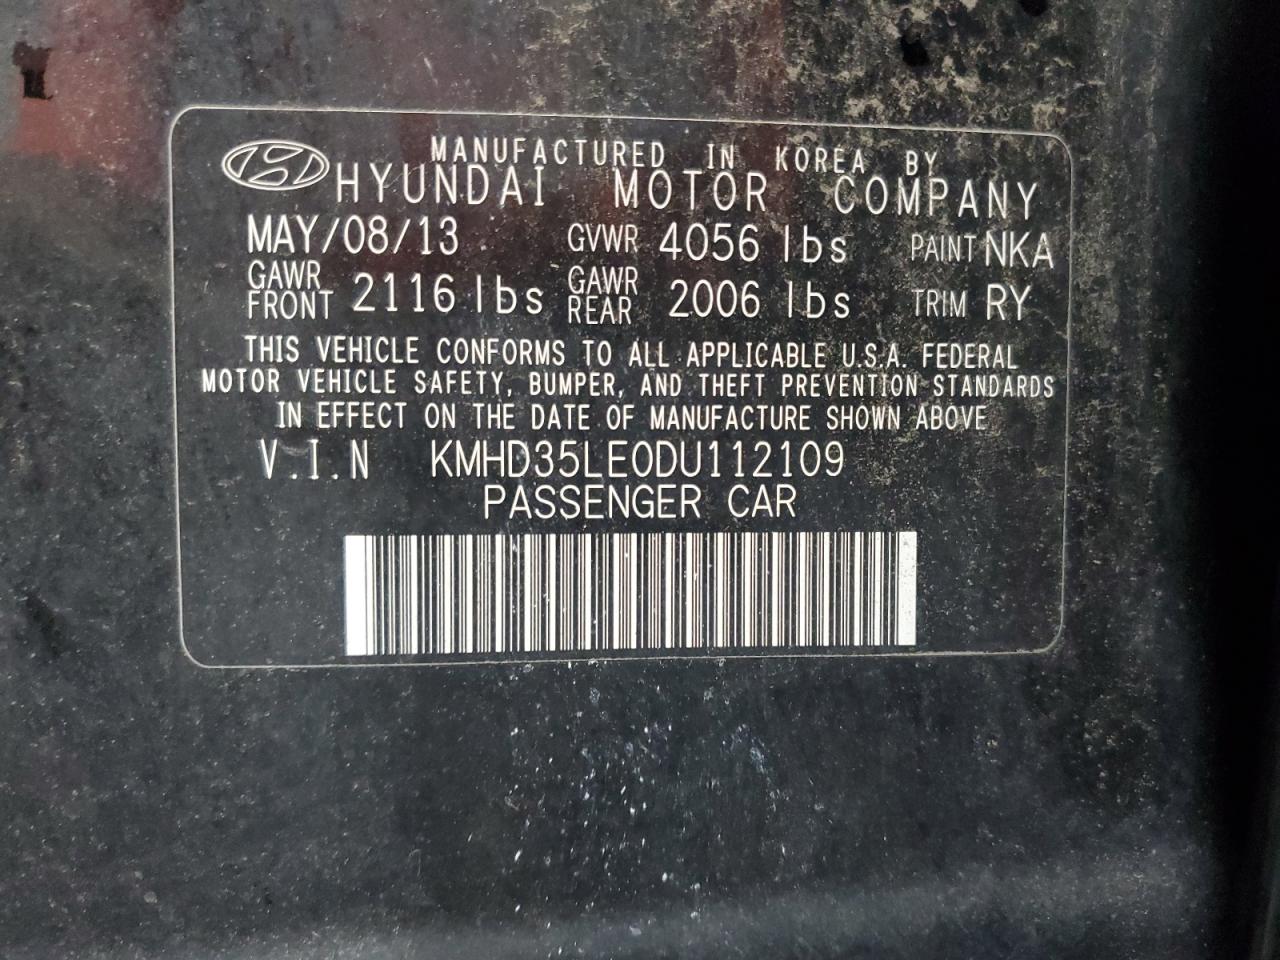 MANUFACTURED IN KOREA BY
HYUNDAI MOTOR COMPANY
MAY/08/13 GVWR 4056 lbs PAINT NKA
GAWR FRONT 2116 lbs GAWR REAR 2006 lbs TRIM RY
THIS VEHICLE CONFORMS TO ALL APPLICABLE U.S.A. FEDERAL
MOTOR VEHICLE SAFETY, BUMPER, AND THEFT PREVENTION STANDARDS
IN EFFECT ON THE DATE OF MANUFACTURE SHOWN ABOVE
V.I.N KMHD35LE0DU112109
PASSENGER CAR